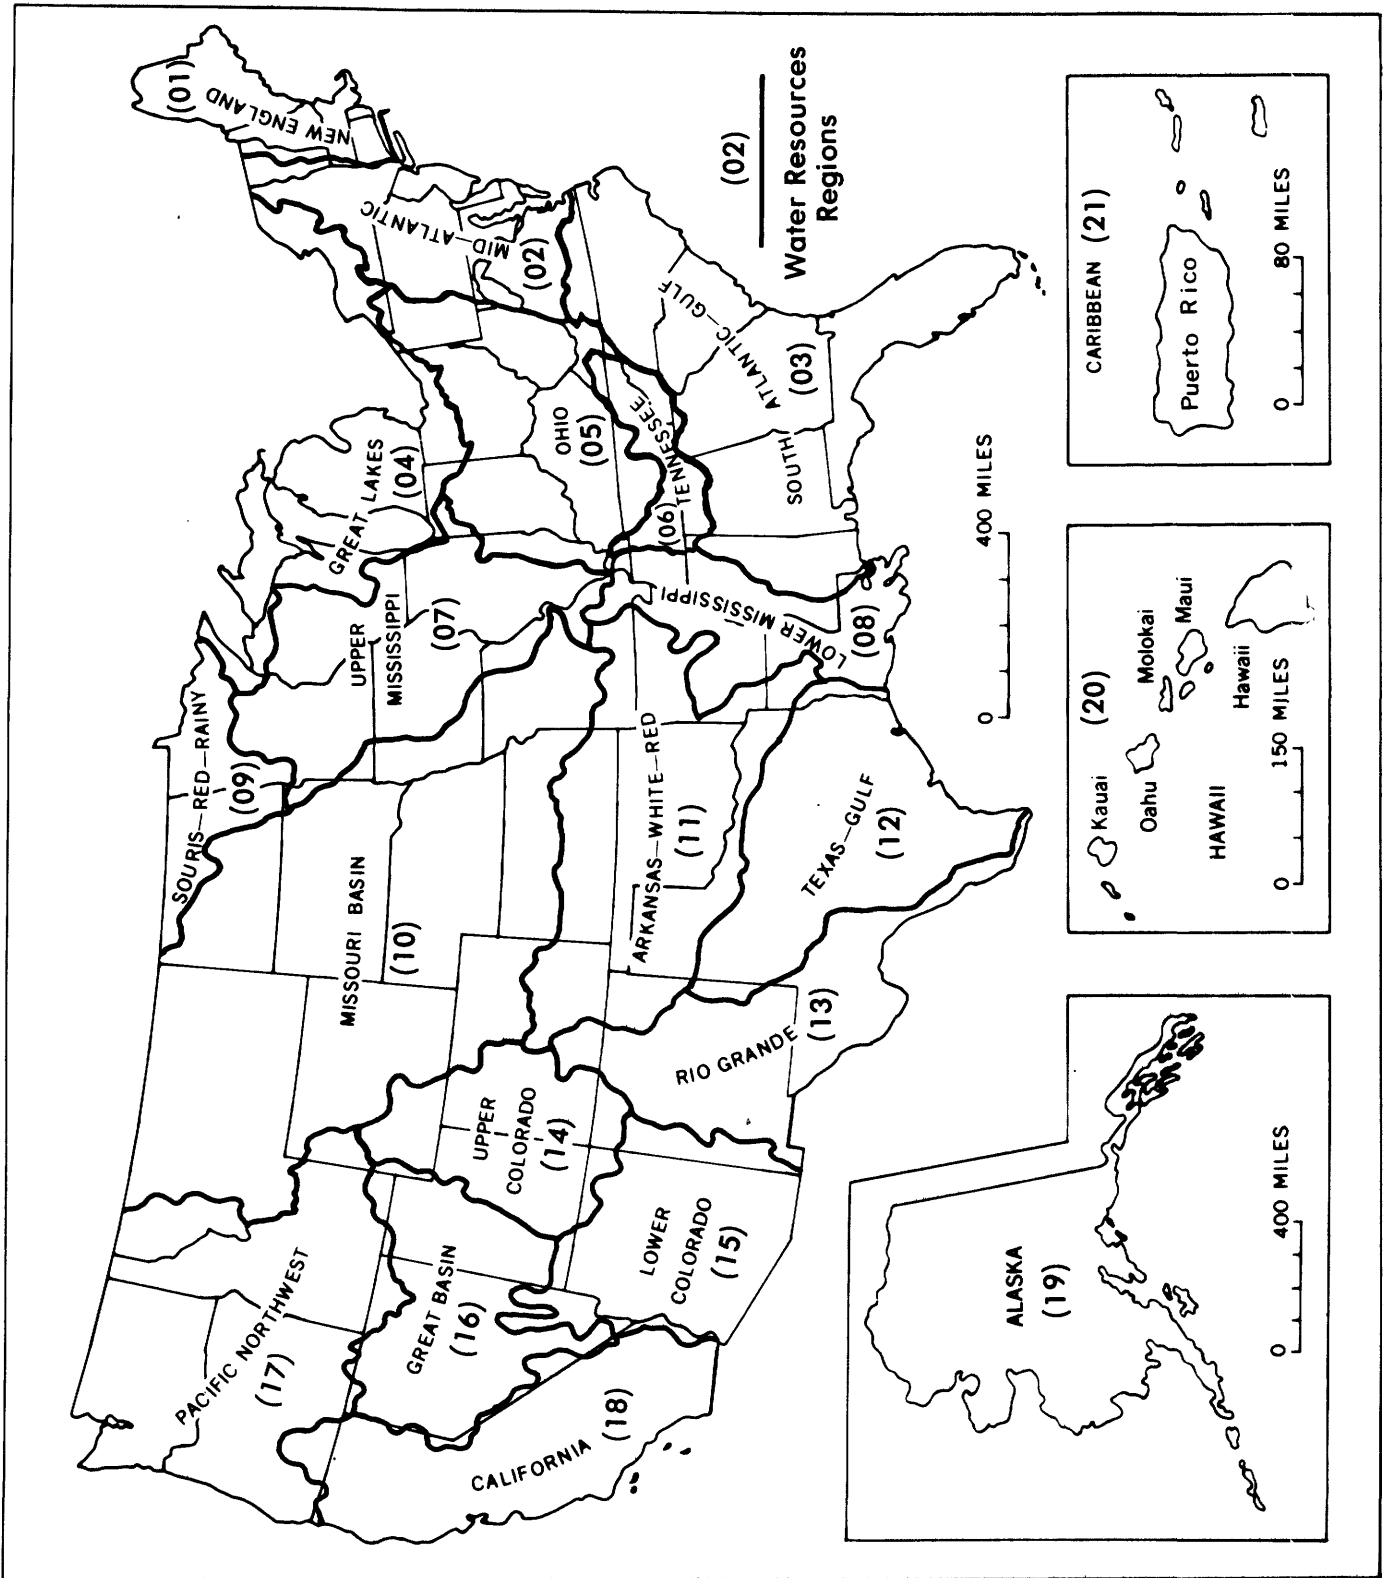 PACIFIC NORTHWEST
(17)
CALIFORNIA
(18)
GREAT BASIN
(16)
LOWER
COLORADO
(15)
UPPER
COLORADO
(14)
RIO GRANDE
(13)
MISSOURI BASIN
(10)
SOURIS—RED—RAINY
(09)
ARKANSAS—WHITE—RED
(11)
TEXAS—GULF
(12)
UPPER
MISSISSIPPI
(07)
LOWER MISSISSIPPI
(08)
GREAT LAKES
(04)
OHIO
(05)
TENNESSEE
(06)
SOUTH ATLANTIC—GULF
ATLANTIC
(03)
MID—ATLANTIC
(02)
NEW ENGLAND
(01)
(02)
Water Resources
Regions
0 400 MILES
ALASKA
(19)
0 400 MILES
(20)
Kauai
Oahu
Molokai
Maui
Hawaii
HAWAII
0 150 MILES
CARIBBEAN (21)
Puerto Rico
0 80 MILES